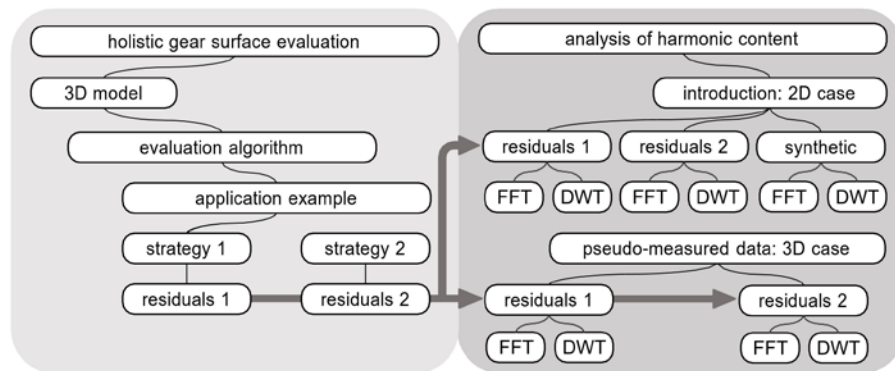 holistic gear surface evaluation
3D model
evaluation algorithm
application example
strategy 1
strategy 2
residuals 1
residuals 2
analysis of harmonic content
introduction: 2D case
residuals 1
residuals 2
synthetic
FFT
DWT
FFT
DWT
FFT
DWT
pseudo-measured data: 3D case
residuals 1
residuals 2
FFT
DWT
FFT
DWT